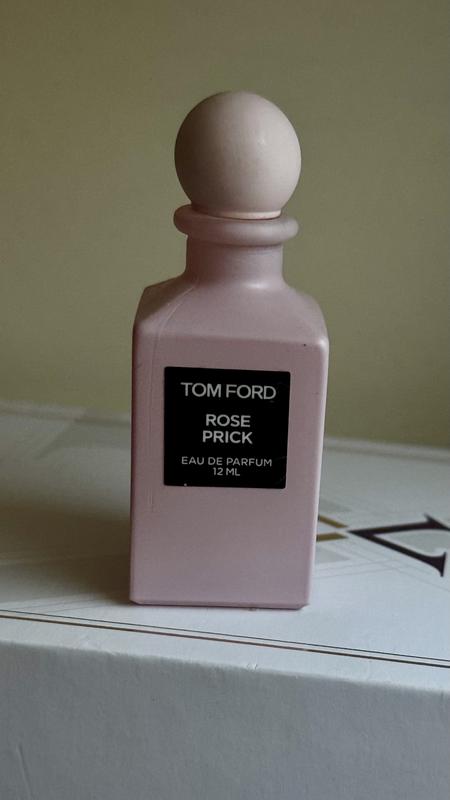 TOM FORD
ROSE
PRICK
EAU DE PARFUM
12 ML